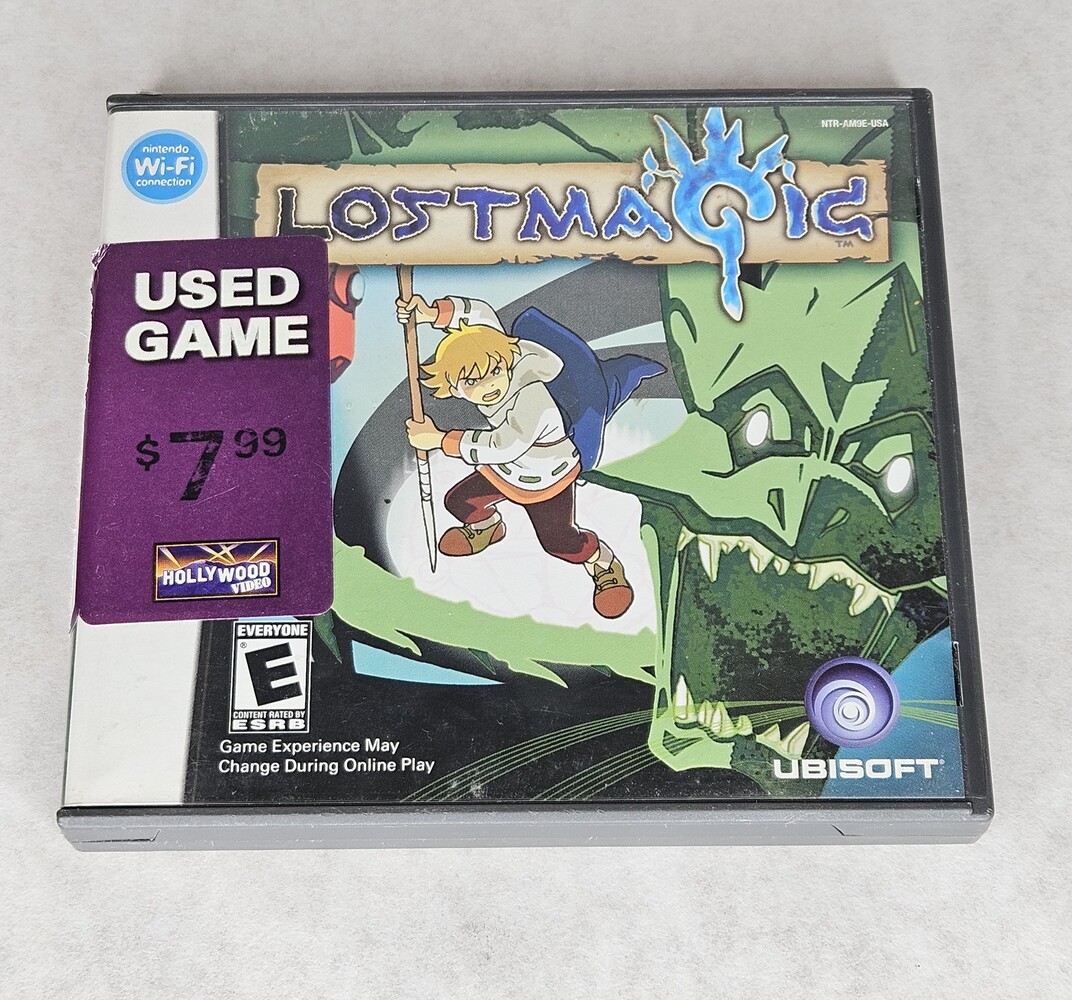 NTR-AM9E-USA
nintendo
Wi-Fi
connection
LOSTMAGIC
TM
USED
GAME
$7.99
HOLLYWOOD
VIDEO
EVERYONE
E
®
CONTENT RATED BY
ESRB
Game Experience May
Change During Online Play
UBISOFT®